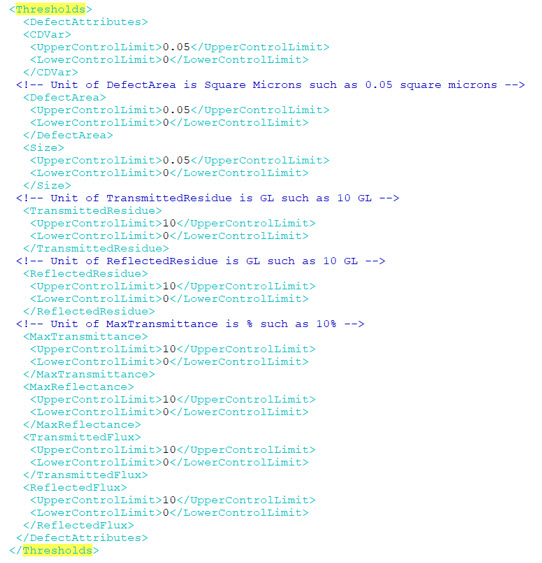 <Thresholds>
<DefectAttributes>
<CDVar>
<UpperControlLimit>0.05</UpperControlLimit>
<LowerControlLimit>0</LowerControlLimit>
</CDVar>
<!-- Unit of DefectArea is Square Microns such as 0.05 square microns -->
<DefectArea>
<UpperControlLimit>0.05</UpperControlLimit>
<LowerControlLimit>0</LowerControlLimit>
</DefectArea>
<Size>
<UpperControlLimit>0.05</UpperControlLimit>
<LowerControlLimit>0</LowerControlLimit>
</Size>
<!-- Unit of TransmittedResidue is GL such as 10 GL -->
<TransmittedResidue>
<UpperControlLimit>10</UpperControlLimit>
<LowerControlLimit>0</LowerControlLimit>
</TransmittedResidue>
<!-- Unit of ReflectedResidue is GL such as 10 GL -->
<ReflectedResidue>
<UpperControlLimit>10</UpperControlLimit>
<LowerControlLimit>0</LowerControlLimit>
</ReflectedResidue>
<!-- Unit of MaxTransmittance is % such as 10% -->
<MaxTransmittance>
<UpperControlLimit>10</UpperControlLimit>
<LowerControlLimit>0</LowerControlLimit>
</MaxTransmittance>
<MaxReflectance>
<UpperControlLimit>10</UpperControlLimit>
<LowerControlLimit>0</LowerControlLimit>
</MaxReflectance>
<TransmittedFlux>
<UpperControlLimit>10</UpperControlLimit>
<LowerControlLimit>0</LowerControlLimit>
</TransmittedFlux>
<ReflectedFlux>
<UpperControlLimit>10</UpperControlLimit>
<LowerControlLimit>0</LowerControlLimit>
</ReflectedFlux>
</DefectAttributes>
</Thresholds>